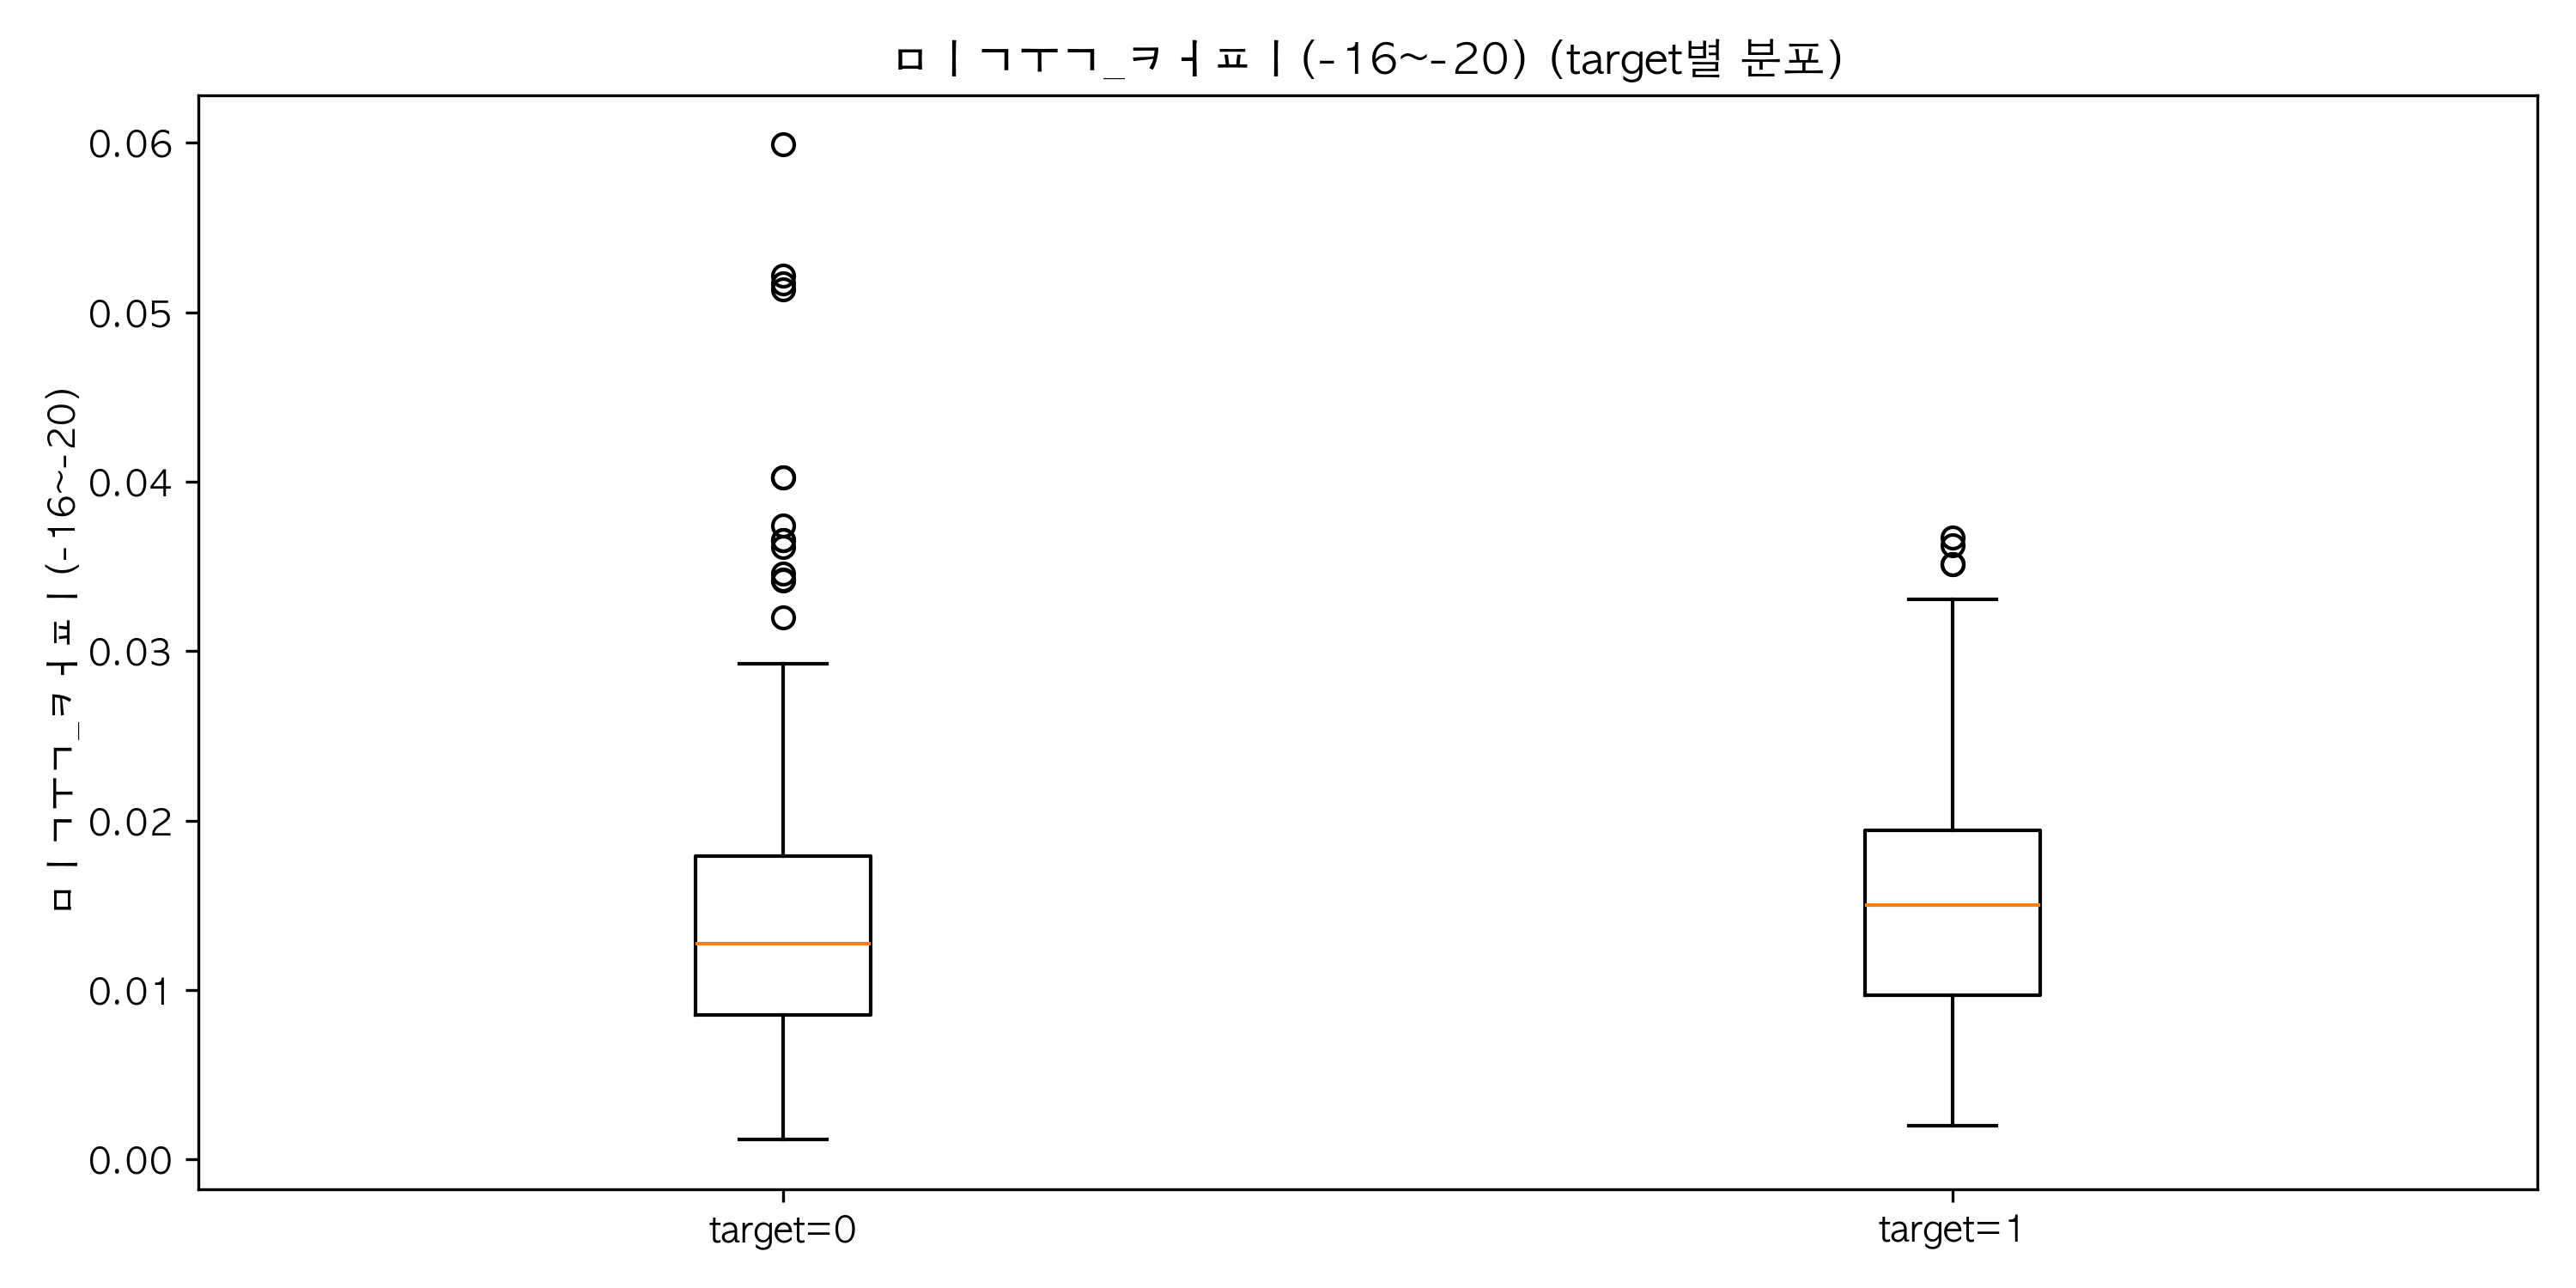 ㅁㅣㄱㅜㄱ_ㅋㅓㅍㅣ(-16~-20) (target별 분포)
ㅁㅣㄱㅜㄱ_ㅋㅓㅍㅣ(-16~-20)
0.06
0.05
0.04
0.03
0.02
0.01
0.00
target=0
target=1